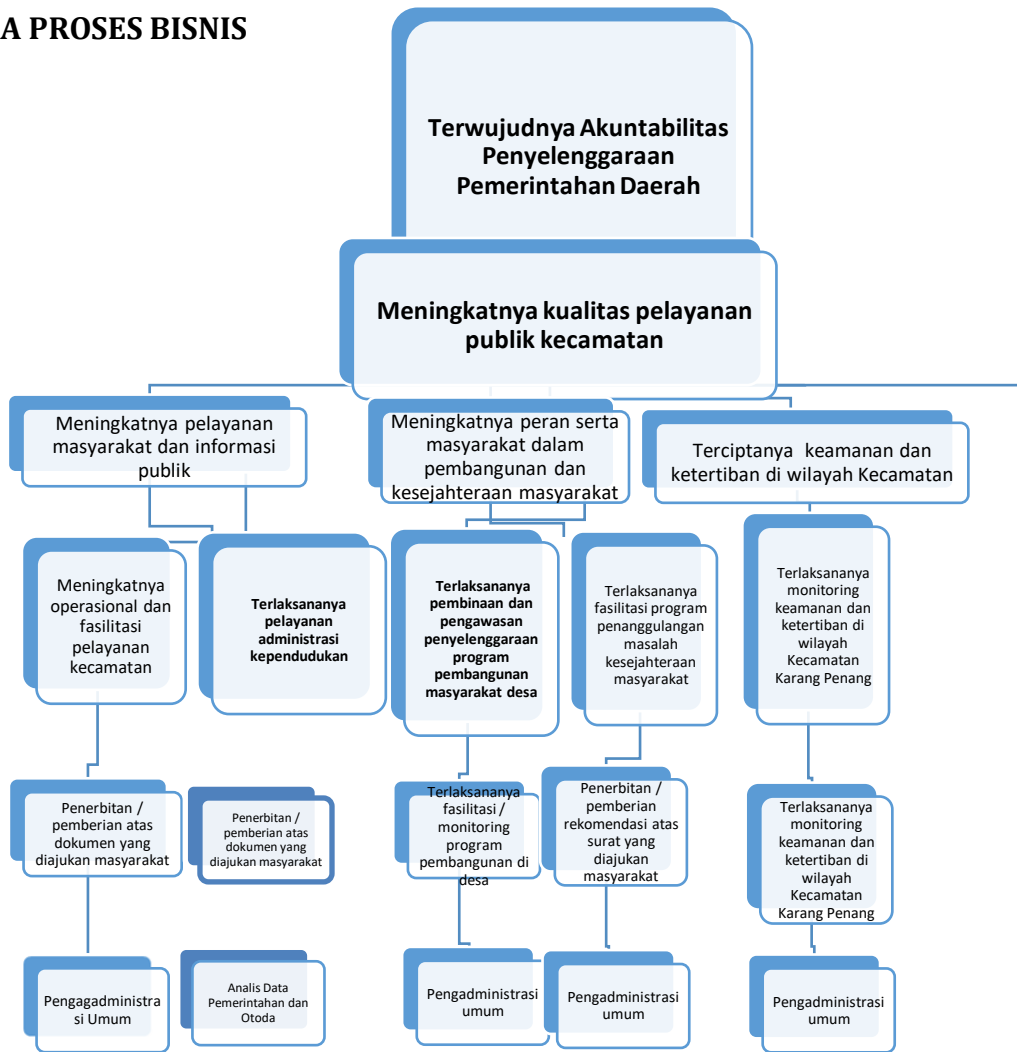 A PROSES BISNIS
Terwujudnya Akuntabilitas
Penyelenggaraan
Pemerintahan Daerah
Meningkatnya kualitas pelayanan
publik kecamatan
Meningkatnya pelayanan
masyarakat dan informasi
publik
Meningkatnya peran serta
masyarakat dalam
pembangunan dan
kesejahteraan masyarakat
Terciptanya keamanan dan
ketertiban di wilayah Kecamatan
Meningkatnya
operasional dan
fasilitasi
pelayanan
kecamatan
Terlaksananya
pelayanan
administrasi
kependudukan
Terlaksananya
pembinaan dan
pengawasan
penyelenggaraan
program
pembangunan
masyarakat desa
Terlaksananya
fasilitasi program
penanggulangan
masalah
kesejahteraan
masyarakat
Terlaksananya
monitoring
keamanan dan
ketertiban di
wilayah
Kecamatan
Karang Penang
Penerbitan /
pemberian atas
dokumen yang
diajukan masyarakat
Penerbitan /
pemberian atas
dokumen yang
diajukan masyarakat
Terlaksananya
fasilitasi /
monitoring
program
pembangunan di
desa
Penerbitan /
pemberian
rekomendasi atas
surat yang
diajukan
masyarakat
Terlaksananya
monitoring
keamanan dan
ketertiban di
wilayah
Kecamatan
Karang Penang
Pengagadministra
si Umum
Analis Data
Pemerintahan dan
Otoda
Pengadministrasi
umum
Pengadministrasi
umum
Pengadministrasi
umum